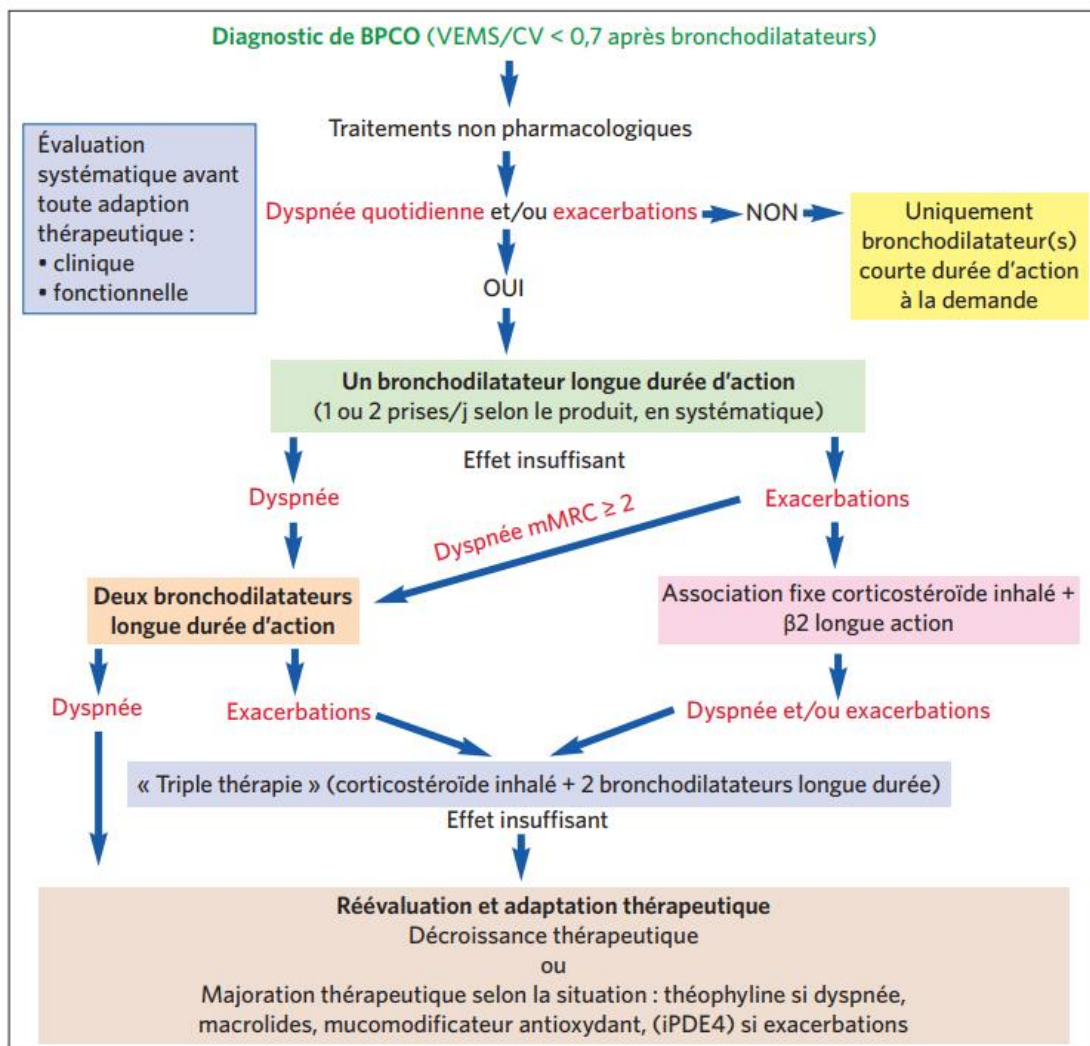 Diagnostic de BPCO (VEMS/CV < 0,7 après bronchodilatateurs)
Traitements non pharmacologiques
Évaluation
systématique avant
toute adaption
thérapeutique :
▪ clinique
▪ fonctionnelle
Dyspnée quotidienne et/ou exacerbations
NON
Uniquement
bronchodilatateur(s)
courte durée d'action
à la demande
OUI
Un bronchodilatateur longue durée d'action
(1 ou 2 prises/j selon le produit, en systématique)
Effet insuffisant
Dyspnée
Exacerbations
Dyspnée mMRC ≥ 2
Deux bronchodilatateurs
longue durée d'action
Association fixe corticostéroïde inhalé +
β2 longue action
Dyspnée
Exacerbations
Dyspnée et/ou exacerbations
« Triple thérapie » (corticostéroïde inhalé + 2 bronchodilatateurs longue durée)
Effet insuffisant
Réévaluation et adaptation thérapeutique
Décroissance thérapeutique
ou
Majoration thérapeutique selon la situation : théophyline si dyspnée,
macrolides, mucomodificateur antioxydant, (iPDE4) si exacerbations